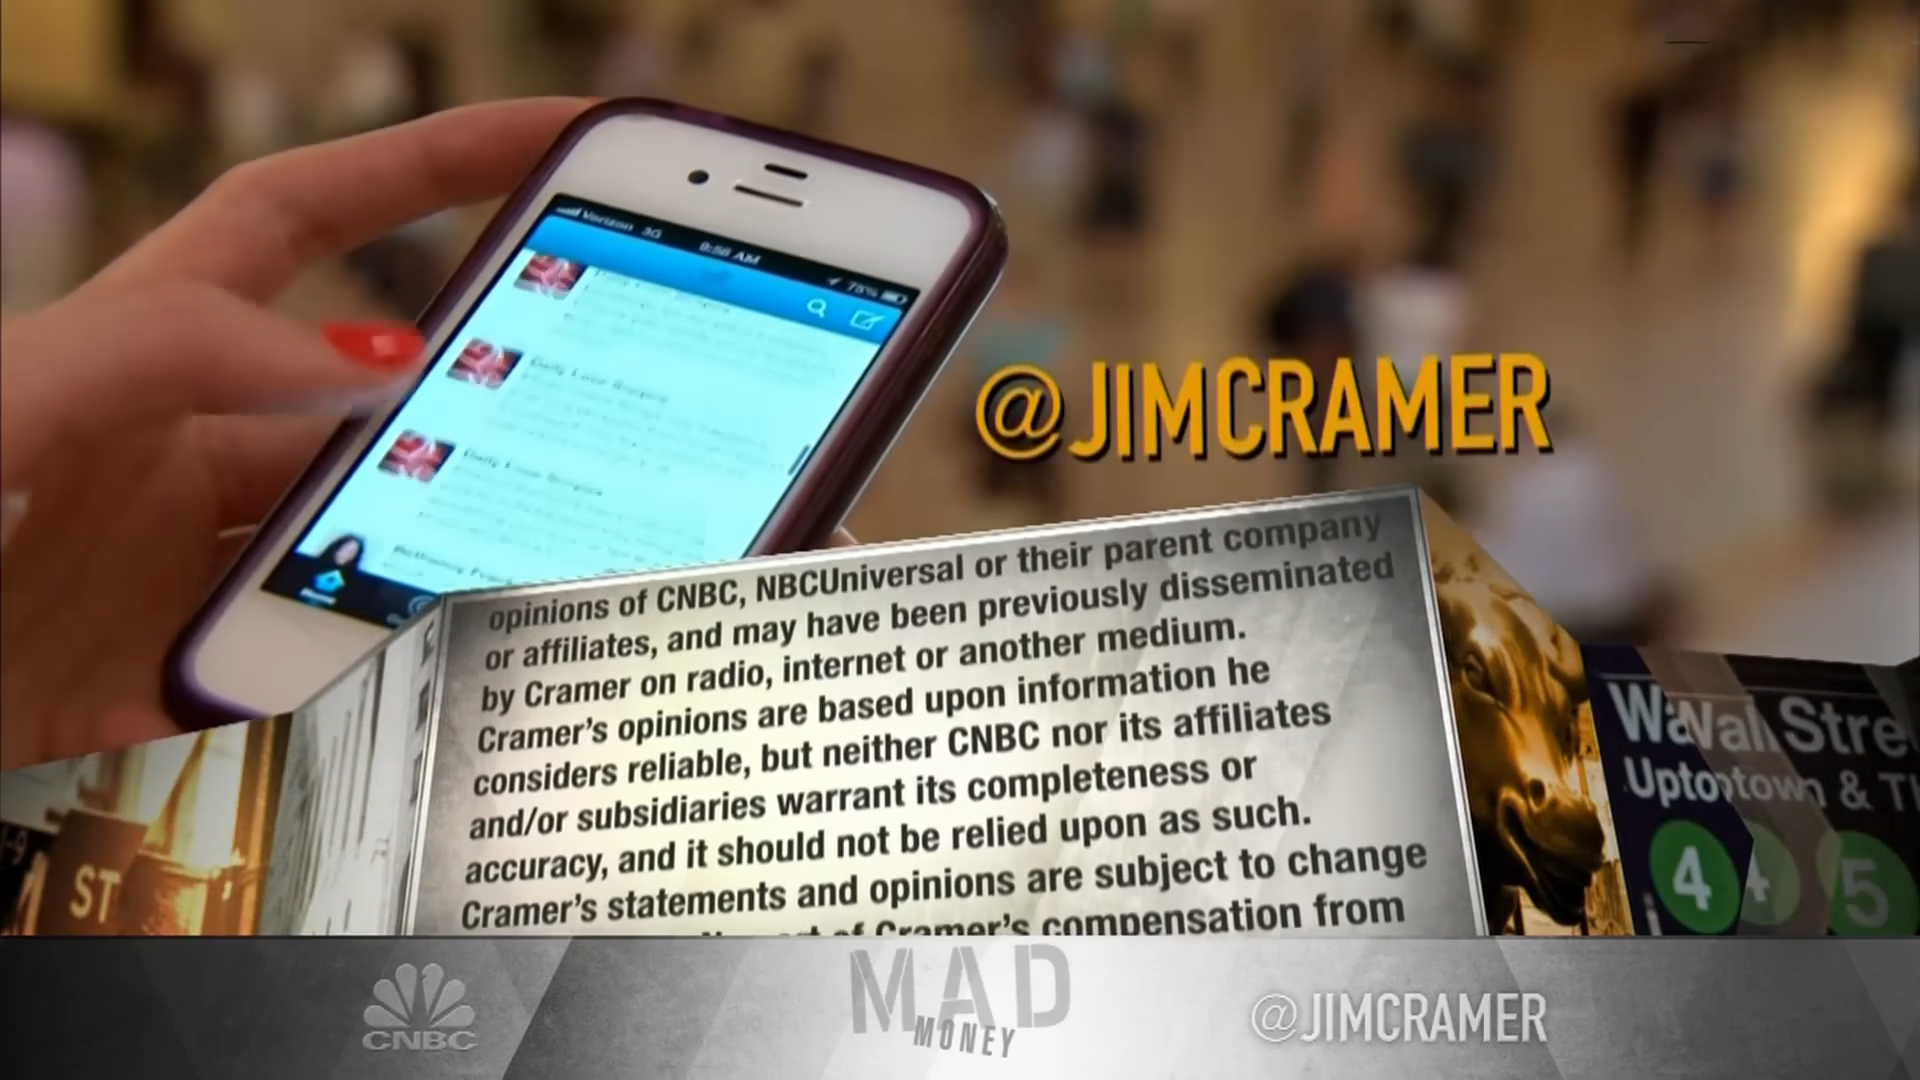 Verizon 3G 9:56 AM 75%
@JIMCRAMER
opinions of CNBC, NBCUniversal or their parent company
or affiliates, and may have been previously disseminated
by Cramer on radio, internet or another medium.
Cramer's opinions are based upon information he
considers reliable, but neither CNBC nor its affiliates
and/or subsidiaries warrant its completeness or
accuracy, and it should not be relied upon as such.
Cramer's statements and opinions are subject to change
of Cramer's compensation from
ST
Wall Stre
Uptown & Th
4 4 5
CNBC
MAD
MONEY
@JIMCRAMER